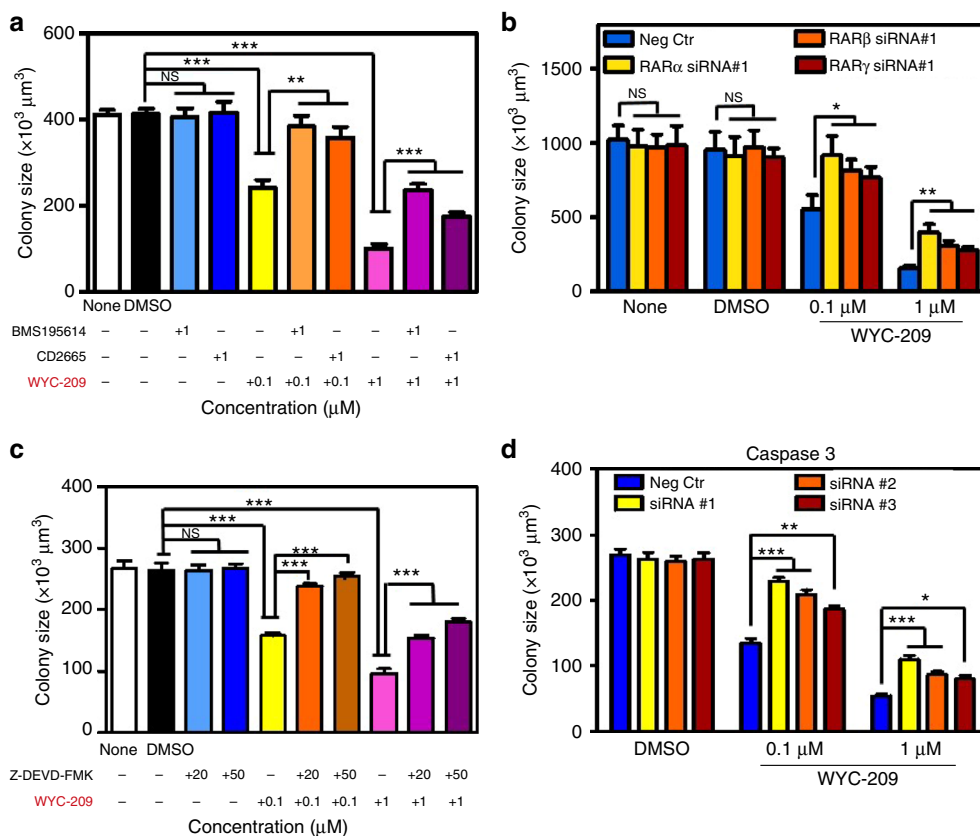 a
Colony size (×10³ μm³)
600
400
200
0
***
***
NS
**
***
None DMSO
BMS195614 – – +1 – – +1 – – +1 –
CD2665 – – – +1 – – +1 – – +1
WYC-209 – – – – +0.1 +0.1 +0.1 +1 +1 +1
Concentration (μM)
b
Colony size (×10³ μm³)
1500
1000
500
0
Neg Ctr
RARα siRNA#1
RARβ siRNA#1
RARγ siRNA#1
NS
NS
*
**
None
DMSO
0.1 μM
1 μM
WYC-209
c
Colony size (×10³ μm³)
400
300
200
100
0
***
***
NS
***
***
***
None DMSO
Z-DEVD-FMK – – +20 +50 – +20 +50 – +20 +50
WYC-209 – – – – +0.1 +0.1 +0.1 +1 +1 +1
Concentration (μM)
d
Caspase 3
Colony size (×10³ μm³)
400
300
200
100
0
Neg Ctr
siRNA #1
siRNA #2
siRNA #3
**
***
*
***
DMSO
0.1 μM
1 μM
WYC-209